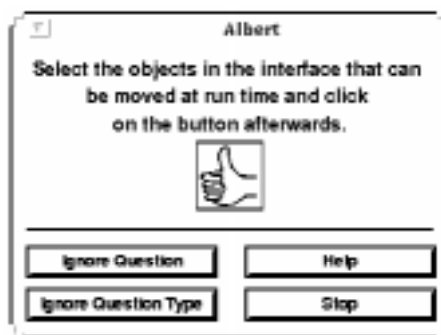 Albert
Select the objects in the interface that can
be moved at run time and click
on the button afterwards.
Ignore Question
Help
Ignore Question Type
Stop